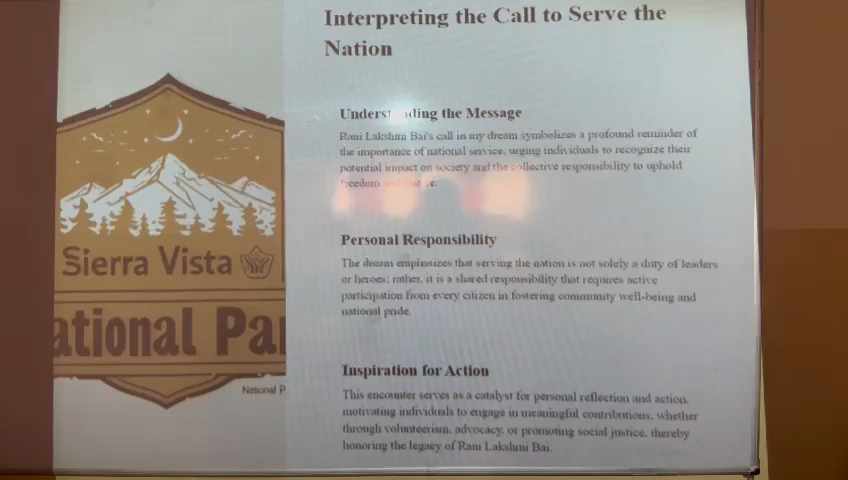 Interpreting the Call to Serve the
Nation
Understanding the Message
Rani Lakshmi Bai's call in my dream symbolizes a profound reminder of
the importance of national service, urging individuals to recognize their
potential impact on society and the collective responsibility to uphold
freedom
Personal Responsibility
The dream emphasizes that serving the nation is not solely a duty of leaders
or heroes; rather, it is a shared responsibility that requires active
participation from every citizen in fostering community well-being and
national pride.
Inspiration for Action
This encounter serves as a catalyst for personal reflection and action,
motivating individuals to engage in meaningful contributions, whether
through volunteerism, advocacy, or promoting social justice, thereby
honoring the legacy of Rani Lakshmi Bai.
Sierra Vista
ational Pa
National P